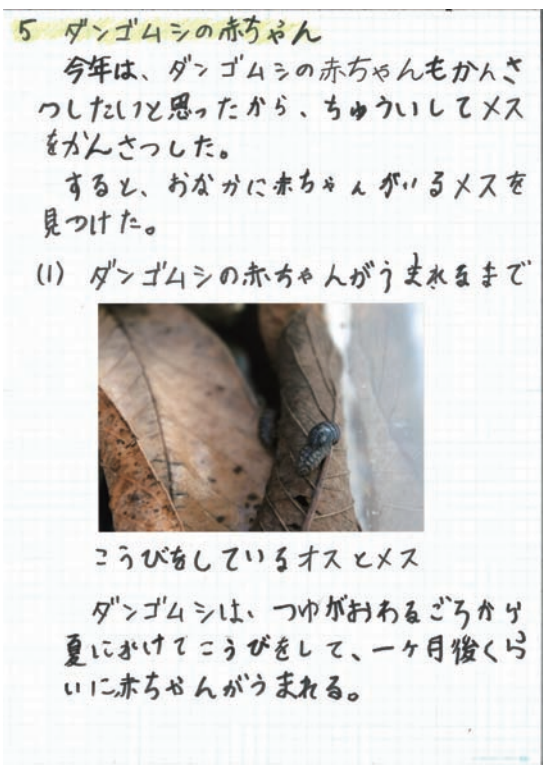 5 ダンゴムシの赤ちゃん
今年は、ダンゴムシの赤ちゃんもかんさ
つしたいと思ったから、ちゅういしてメス
をかんさつした。
すると、おなかに赤ちゃんがいるメスを
見つけた。
(1) ダンゴムシの赤ちゃんがうまれるまで
こうびをしているオスとメス
ダンゴムシは、つゆがおわるごろから
夏にかけてこうびをして、一ケ月後くら
いに赤ちゃんがうまれる。